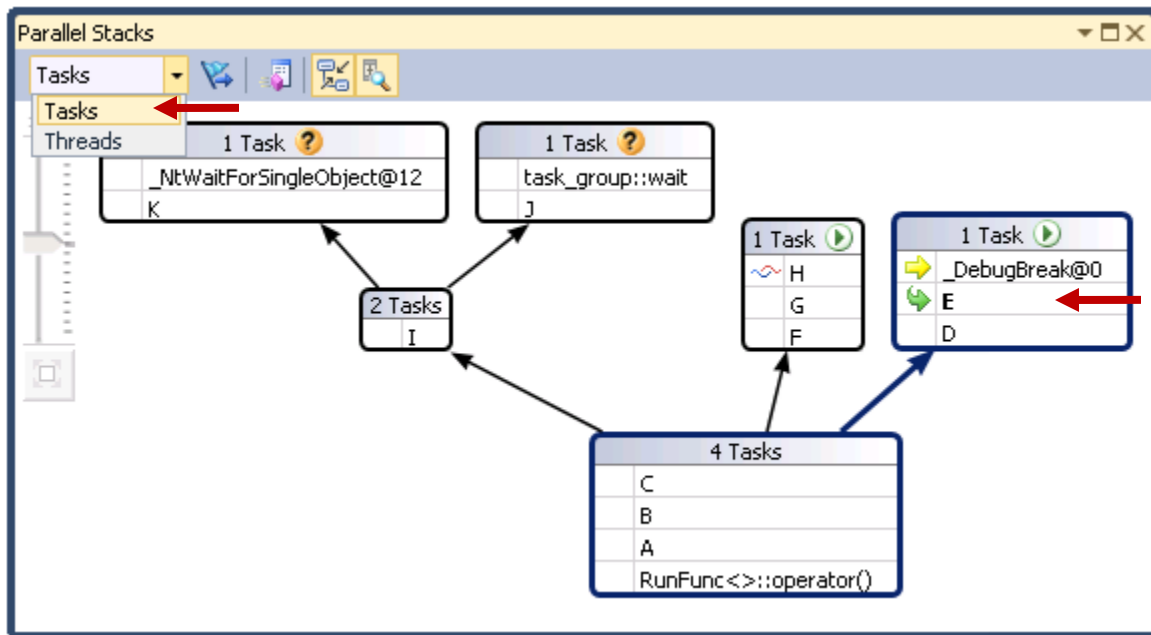 Parallel Stacks
Tasks
Tasks
Threads
1 Task
_NtWaitForSingleObject@12
K
1 Task
task_group::wait
J
1 Task
H
G
F
1 Task
_DebugBreak@0
E
D
2 Tasks
I
4 Tasks
C
B
A
RunFunc<>::operator()